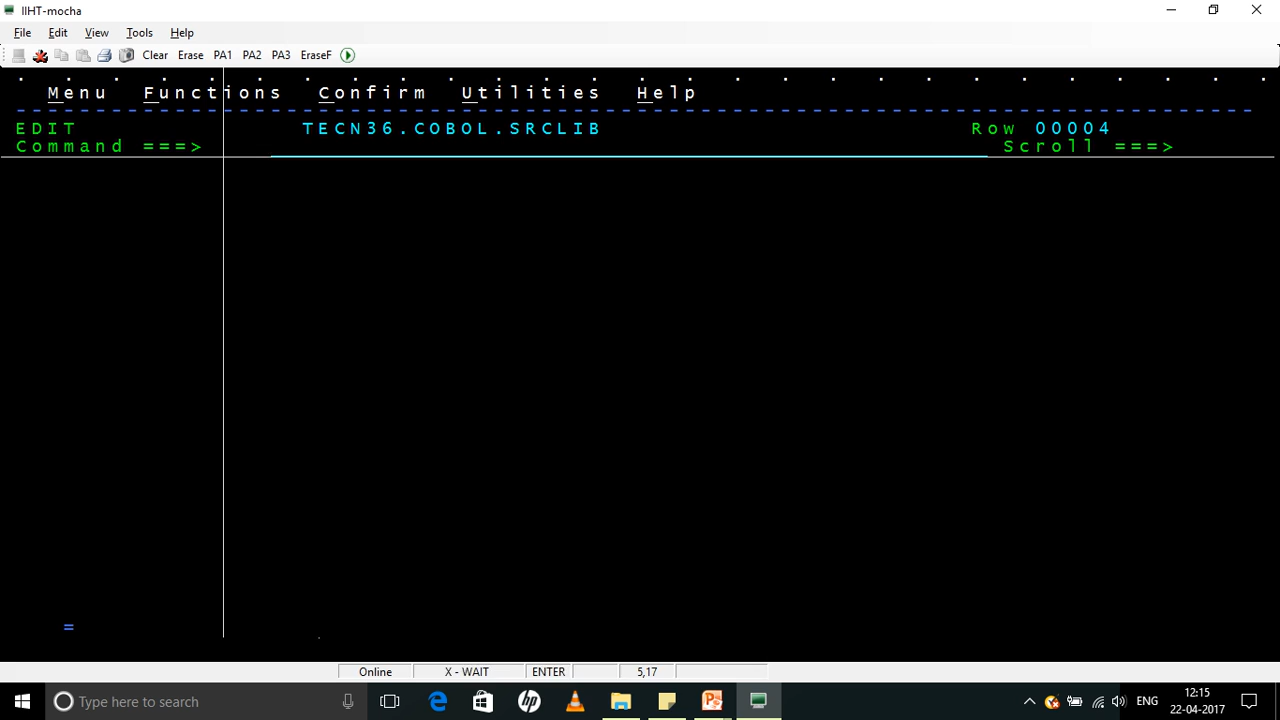 IIHT-mocha
File Edit View Tools Help
Clear Erase PA1 PA2 PA3 EraseF
Menu Functions Confirm Utilities Help
EDIT TECN36.COBOL.SRCLIB Row 00004
Command ===> Scroll ===>
=
Online X - WAIT ENTER 5,17
Type here to search ENG 12:15
22-04-2017